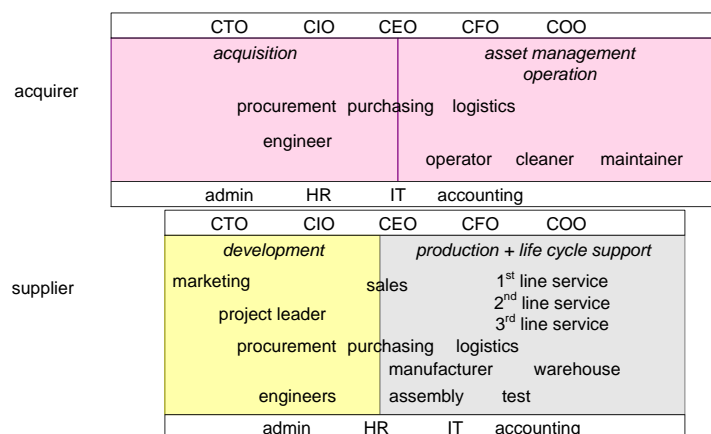 CTO CIO CEO CFO COO
acquisition asset management
operation
acquirer
procurement purchasing logistics
engineer
operator cleaner maintainer
admin HR IT accounting
CTO CIO CEO CFO COO
development production + life cycle support
marketing sales 1st line service
supplier
2nd line service
project leader 3rd line service
procurement purchasing logistics
manufacturer warehouse
engineers assembly test
admin HR IT accounting